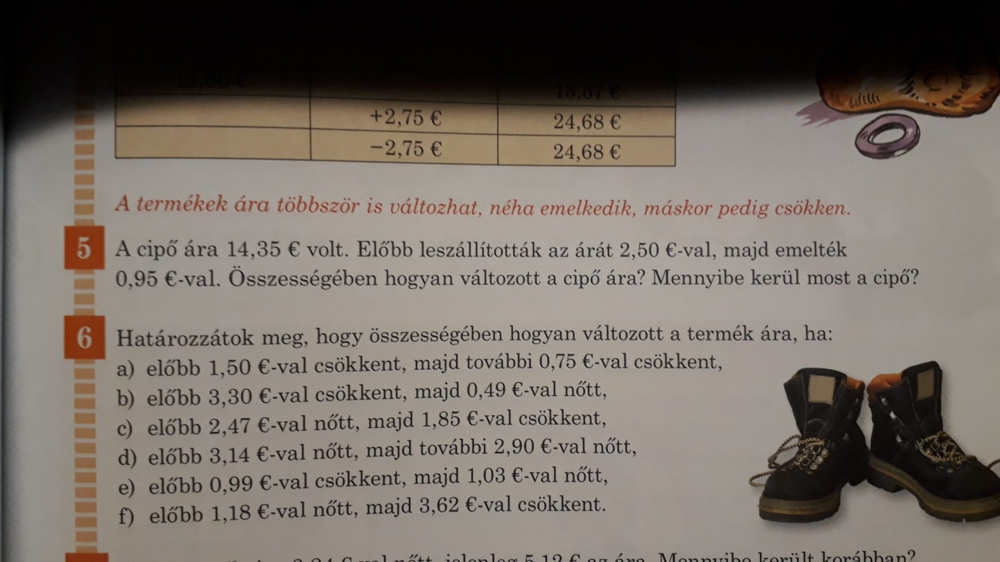 11,86 €
13,57 €
+2,75 € 24,68 €
−2,75 € 24,68 €
A termékek ára többször is változhat, néha emelkedik, máskor pedig csökken.
5 A cipő ára 14,35 € volt. Előbb leszállították az árát 2,50 €-val, majd emelték
0,95 €-val. Összességében hogyan változott a cipő ára? Mennyibe kerül most a cipő?
6 Határozzátok meg, hogy összességében hogyan változott a termék ára, ha:
a) előbb 1,50 €-val csökkent, majd további 0,75 €-val csökkent,
b) előbb 3,30 €-val csökkent, majd 0,49 €-val nőtt,
c) előbb 2,47 €-val nőtt, majd 1,85 €-val csökkent,
d) előbb 3,14 €-val nőtt, majd további 2,90 €-val nőtt,
e) előbb 0,99 €-val csökkent, majd 1,03 €-val nőtt,
f) előbb 1,18 €-val nőtt, majd 3,62 €-val csökkent.
€-val nőtt, jelenleg 5,12 € az ára. Mennyibe került korábban?